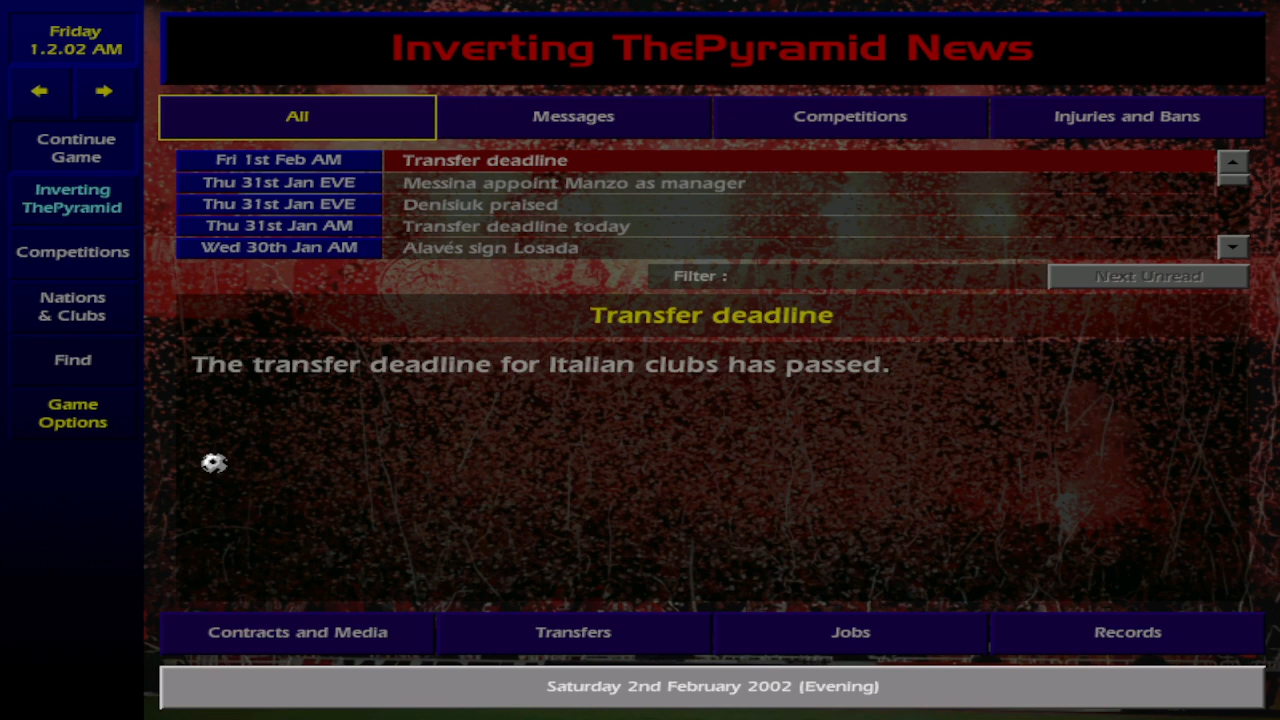 Friday
1.2.02 AM
Continue
Game
Inverting
ThePyramid
Competitions
Nations
& Clubs
Find
Game
Options
Inverting ThePyramid News
All
Messages
Competitions
Injuries and Bans
Fri 1st Feb AM Transfer deadline
Thu 31st Jan EVE Messina appoint Manzo as manager
Thu 31st Jan EVE Denisiuk praised
Thu 31st Jan AM Transfer deadline today
Wed 30th Jan AM Alavés sign Losada
Filter :
Next Unread
Transfer deadline
The transfer deadline for Italian clubs has passed.
Contracts and Media
Transfers
Jobs
Records
Saturday 2nd February 2002 (Evening)